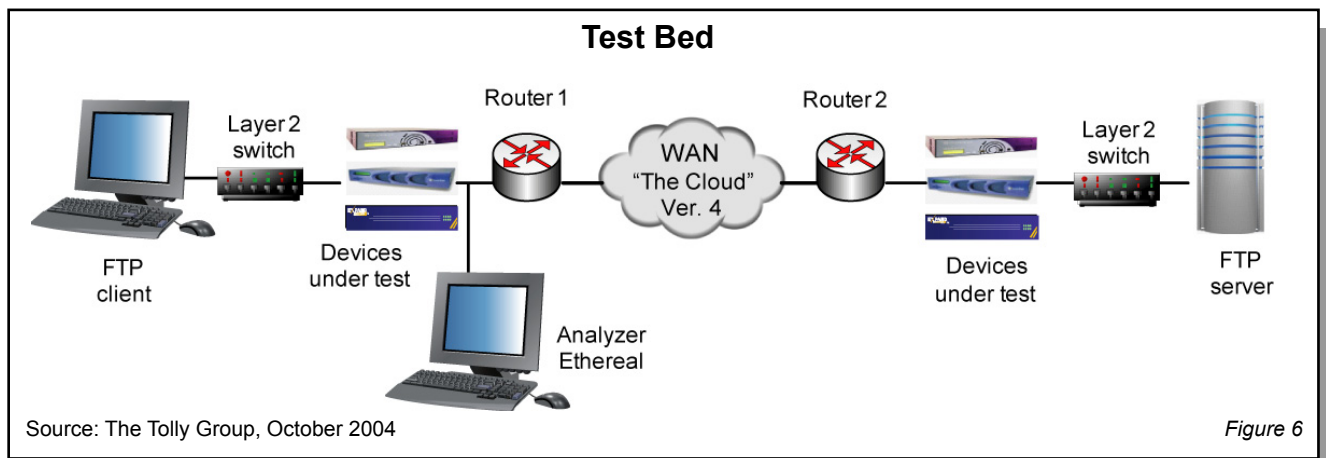 Test Bed
FTP
client
Layer 2
switch
Devices
under test
Router 1
Analyzer
Ethereal
WAN
“The Cloud”
Ver. 4
Router 2
Devices
under test
Layer 2
switch
FTP
server
Source: The Tolly Group, October 2004
Figure 6